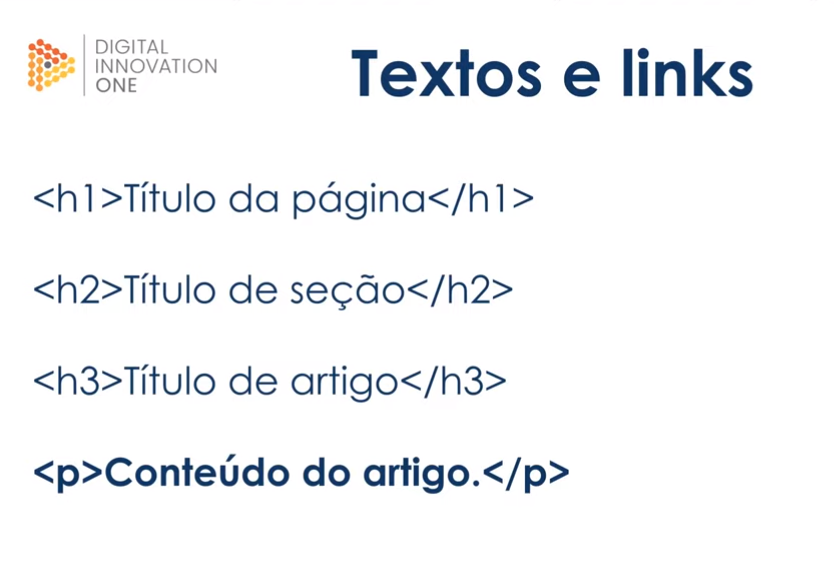 DIGITAL
INNOVATION
ONE
Textos e links
<h1>Título da página</h1>
<h2>Título de seção</h2>
<h3>Título de artigo</h3>
<p>Conteúdo do artigo.</p>